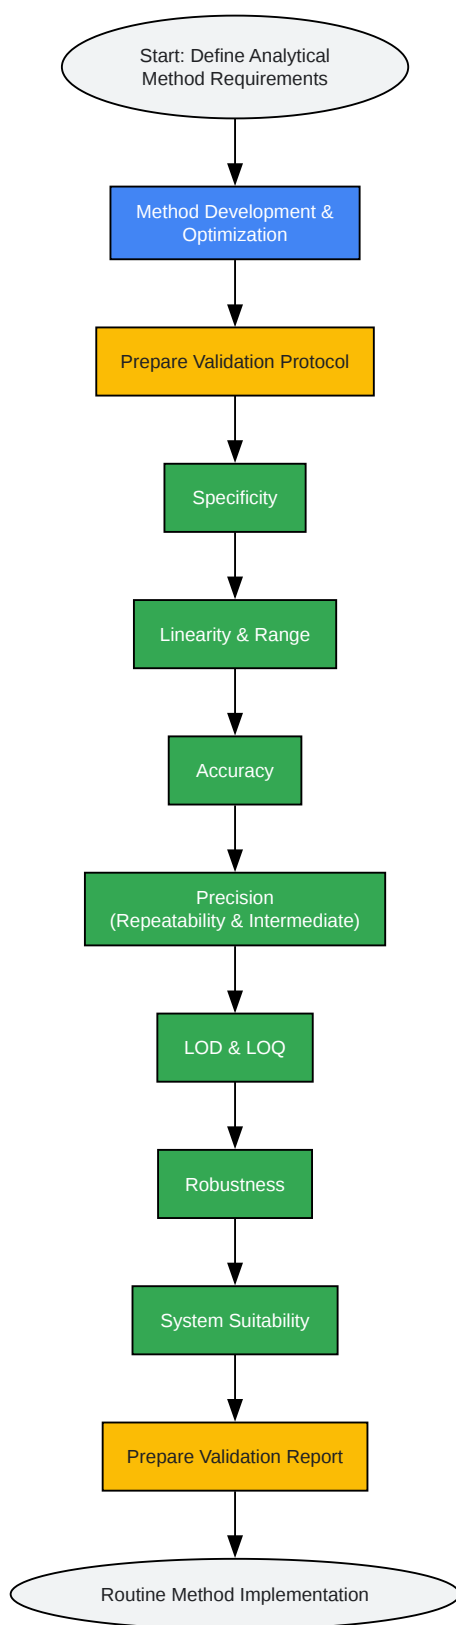 Start: Define Analytical
Method Requirements
Method Development &
Optimization
Prepare Validation Protocol
Specificity
Linearity & Range
Accuracy
Precision
(Repeatability & Intermediate)
LOD & LOQ
Robustness
System Suitability
Prepare Validation Report
Routine Method Implementation